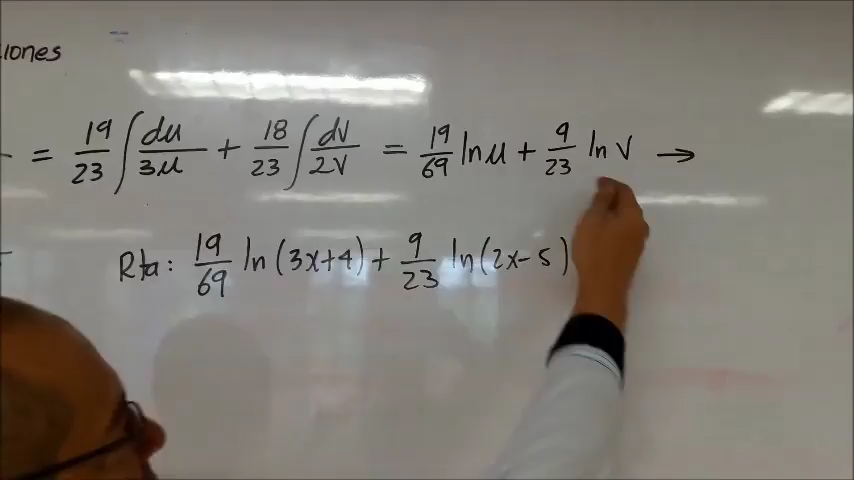 = 19/23 ∫ du/3u + 18/23 ∫ dv/2v = 19/69 ln u + 9/23 ln v →
Rta: 19/69 ln(3x+4) + 9/23 ln(2x-5)